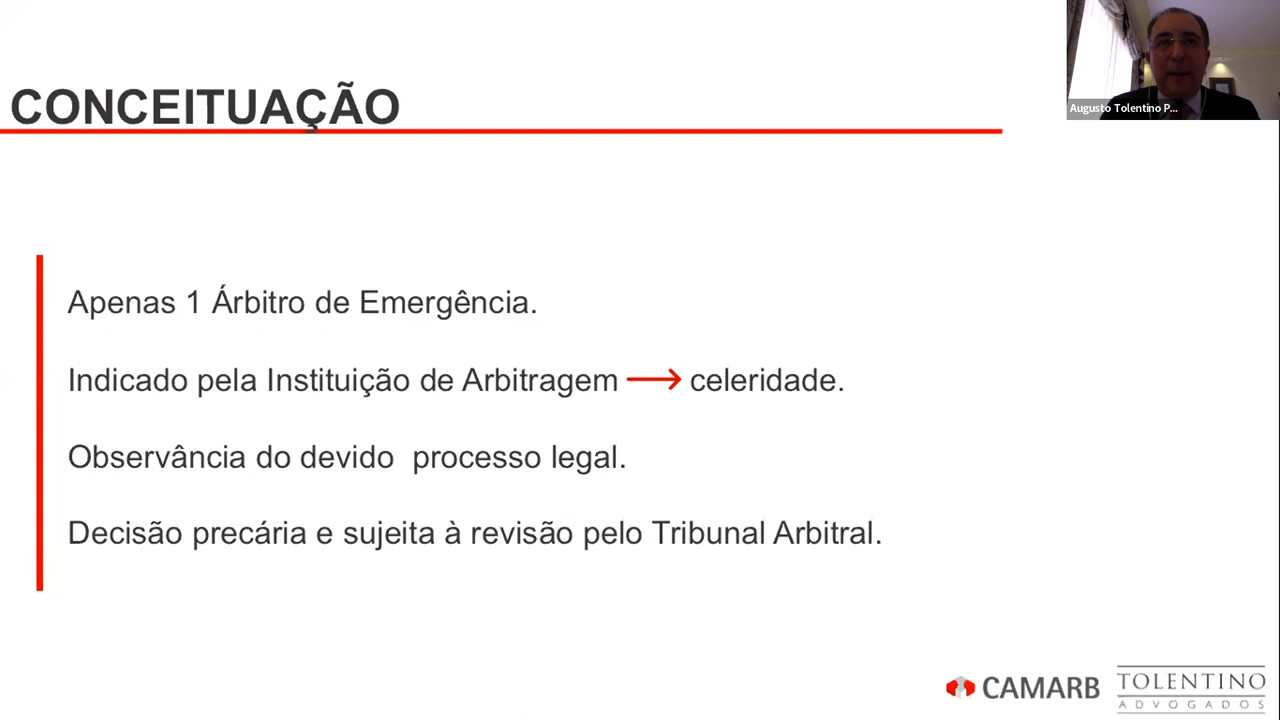 Augusto Tolentino P...
CONCEITUAÇÃO
Apenas 1 Árbitro de Emergência.
Indicado pela Instituição de Arbitragem → celeridade.
Observância do devido  processo legal.
Decisão precária e sujeita à revisão pelo Tribunal Arbitral.
CAMARB
TOLENTINO
ADVOGADOS